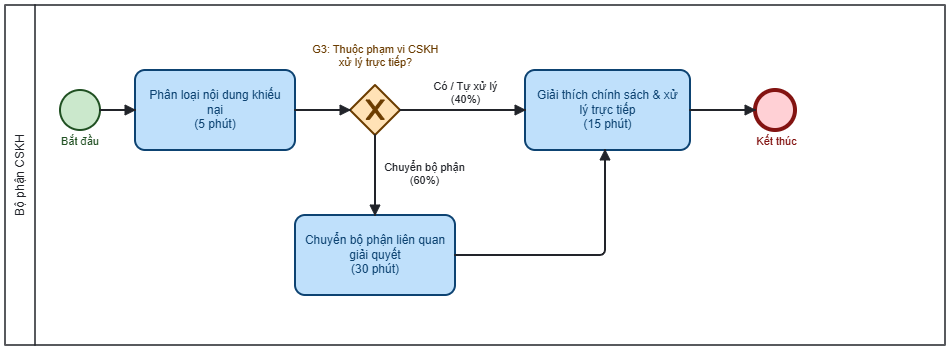 Bộ phận CSKH
Bắt đầu
Phân loại nội dung khiếu
nại
(5 phút)
G3: Thuộc phạm vi CSKH
xử lý trực tiếp?
X
Có / Tự xử lý
(40%)
Giải thích chính sách & xử
lý trực tiếp
(15 phút)
Kết thúc
Chuyển bộ phận
(60%)
Chuyển bộ phận liên quan
giải quyết
(30 phút)